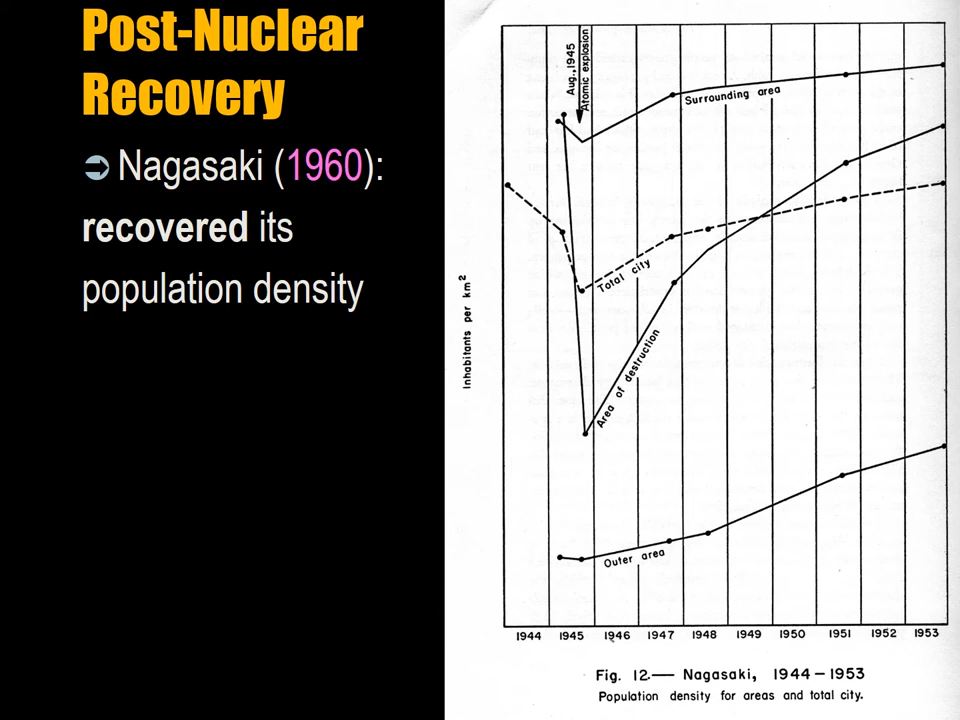 Post-Nuclear
Recovery
➲ Nagasaki (1960):
recovered its
population density
Aug., 1945
Atomic explosion
Surrounding area
Total city
Area of destruction
Outer area
Inhabitants per km²
1944 1945 1946 1947 1948 1949 1950 1951 1952 1953
Fig. 12.— Nagasaki, 1944 – 1953
Population density for areas and total city.